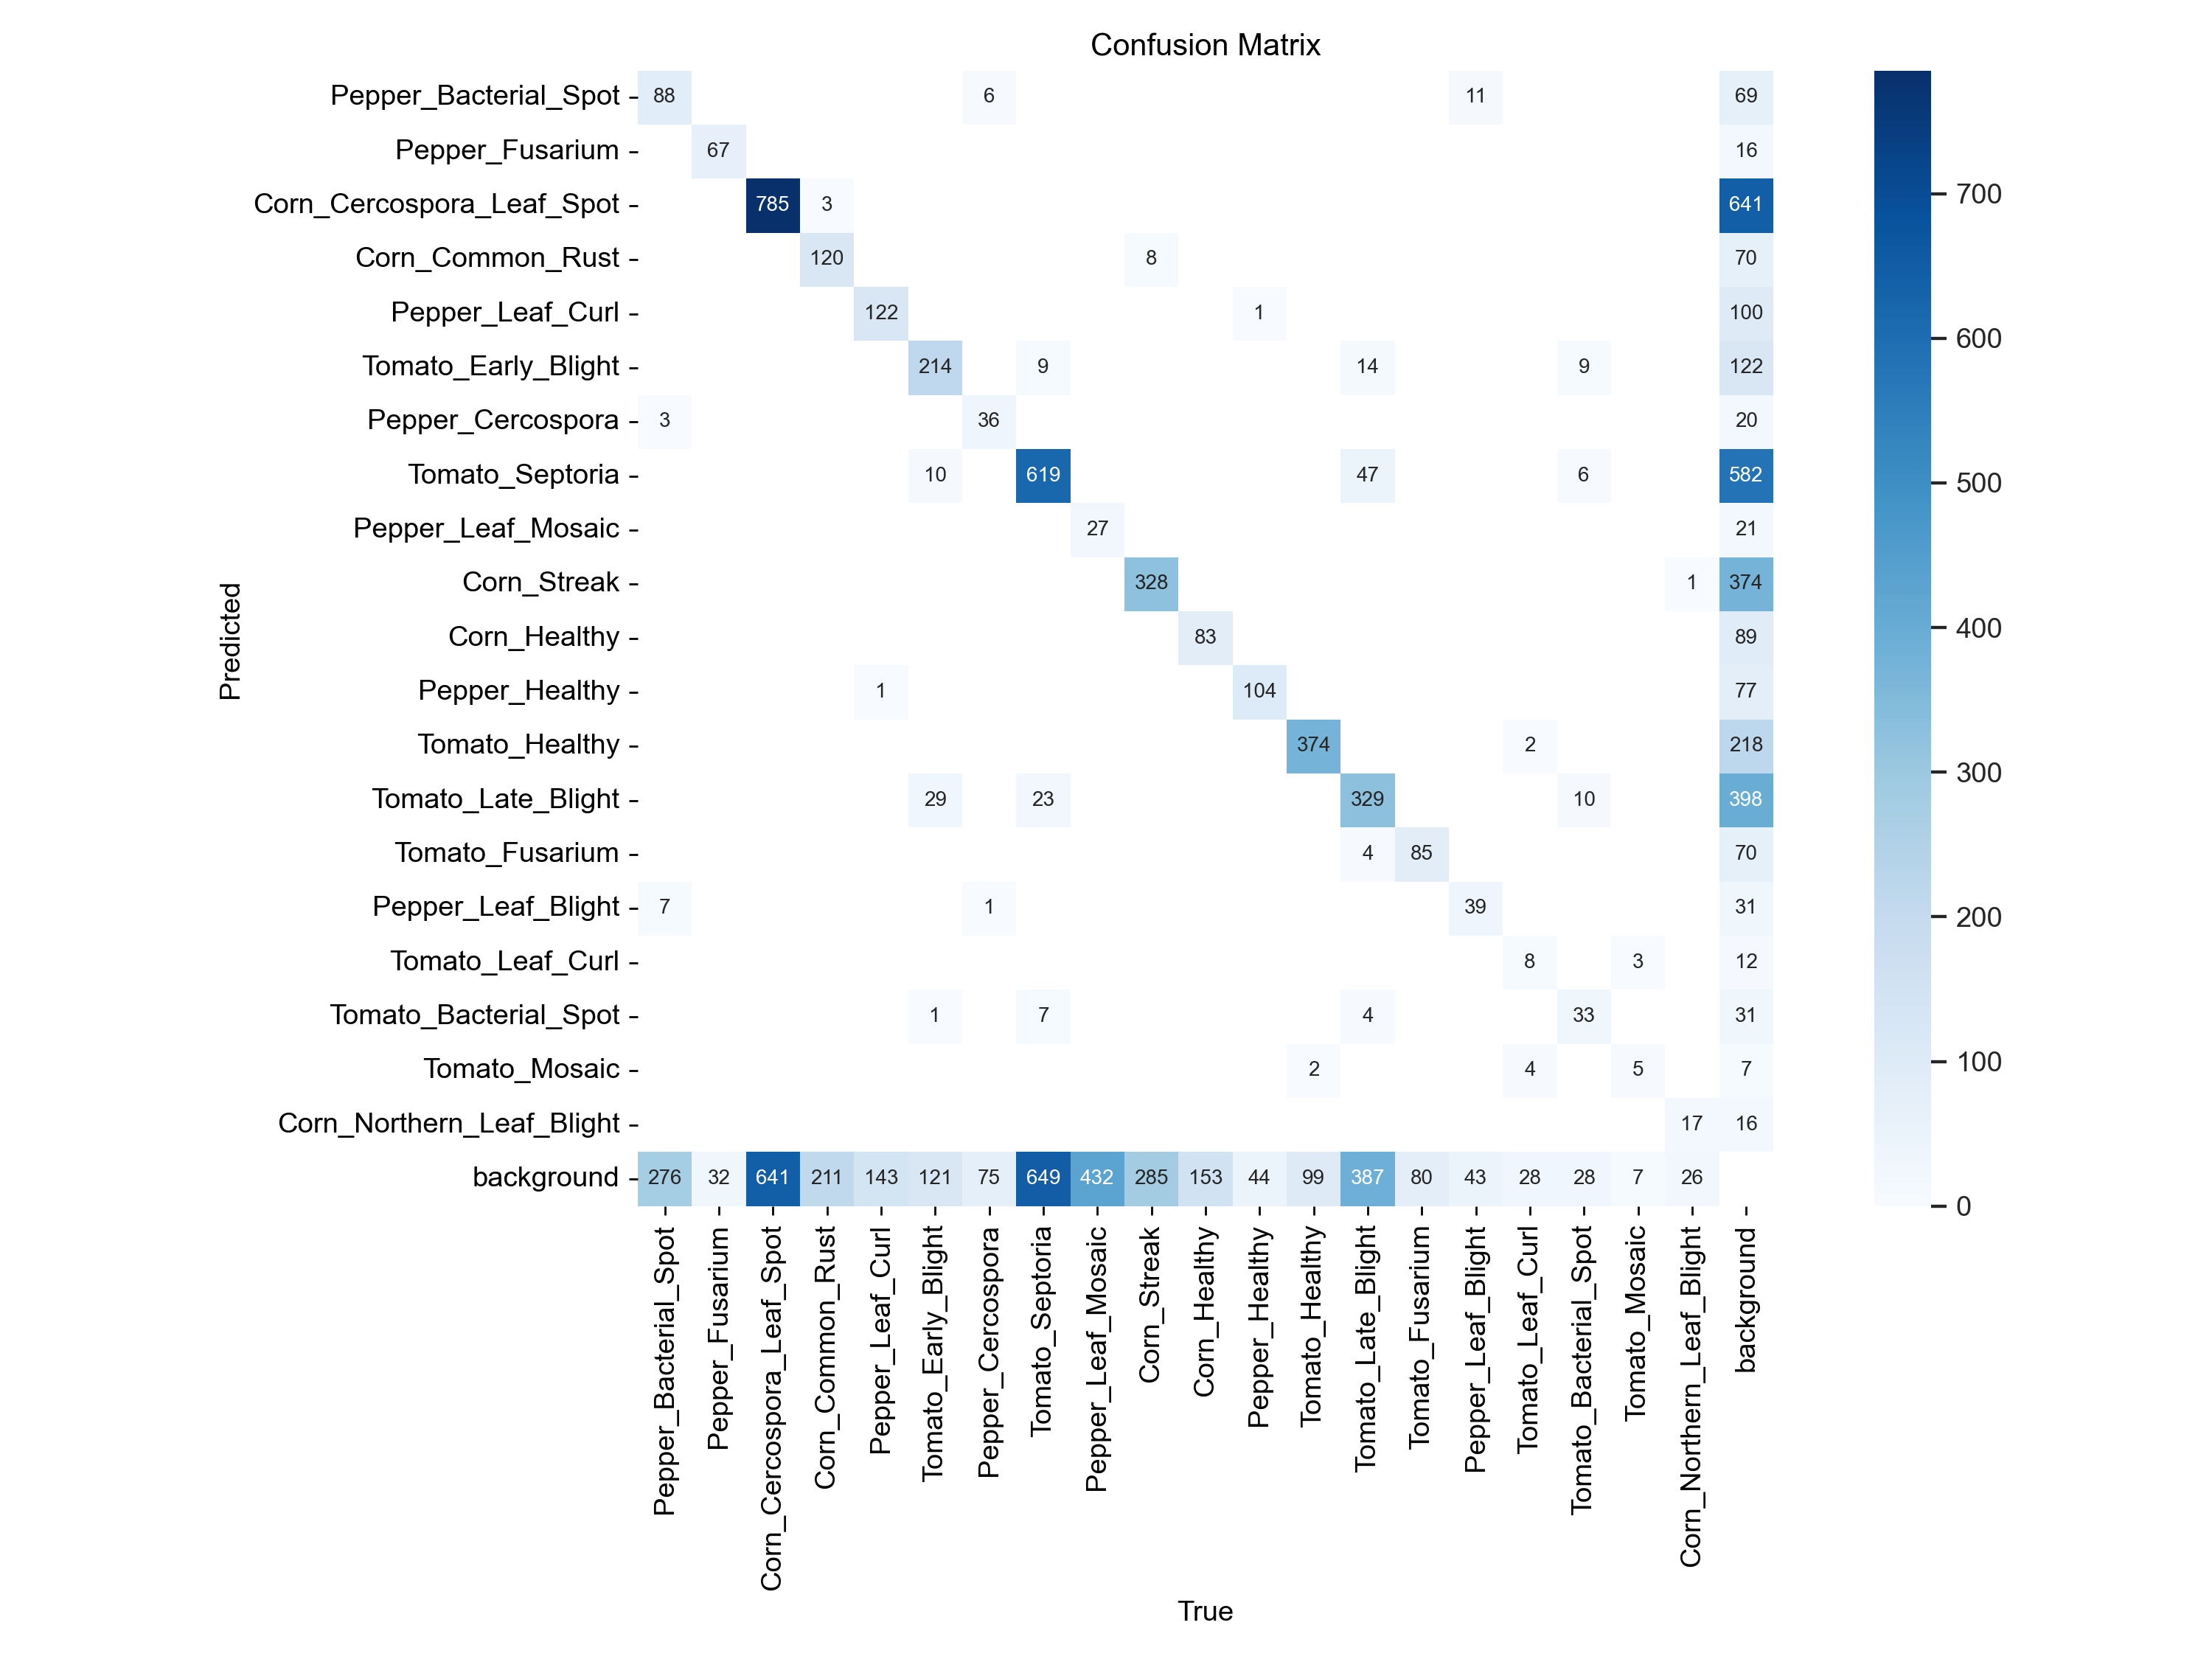 Confusion Matrix
Pepper_Bacterial_Spot 88 6 11 69
Pepper_Fusarium 67 16
Corn_Cercospora_Leaf_Spot 785 3 641
700
Corn_Common_Rust 120 8 70
Pepper_Leaf_Curl 122 1 100
600
Tomato_Early_Blight 214 9 14 9 122
Pepper_Cercospora 3 36 20
Tomato_Septoria 10 619 47 6 582
500
Pepper_Leaf_Mosaic 27 21
Corn_Streak 328 1 374
400
Predicted
Corn_Healthy 83 89
Pepper_Healthy 1 104 77
Tomato_Healthy 374 2 218
300
Tomato_Late_Blight 29 23 329 10 398
Tomato_Fusarium 4 85 70
Pepper_Leaf_Blight 7 1 39 31
200
Tomato_Leaf_Curl 8 3 12
Tomato_Bacterial_Spot 1 7 4 33 31
Tomato_Mosaic 2 4 5 7
100
Corn_Northern_Leaf_Blight 17 16
background 276 32 641 211 143 121 75 649 432 285 153 44 99 387 80 43 28 28 7 26
0
Pepper_Bacterial_Spot
Pepper_Fusarium
Corn_Cercospora_Leaf_Spot
Corn_Common_Rust
Pepper_Leaf_Curl
Tomato_Early_Blight
Pepper_Cercospora
Tomato_Septoria
Pepper_Leaf_Mosaic
Corn_Streak
Corn_Healthy
Pepper_Healthy
Tomato_Healthy
Tomato_Late_Blight
Tomato_Fusarium
Pepper_Leaf_Blight
Tomato_Leaf_Curl
Tomato_Bacterial_Spot
Tomato_Mosaic
Corn_Northern_Leaf_Blight
background
True